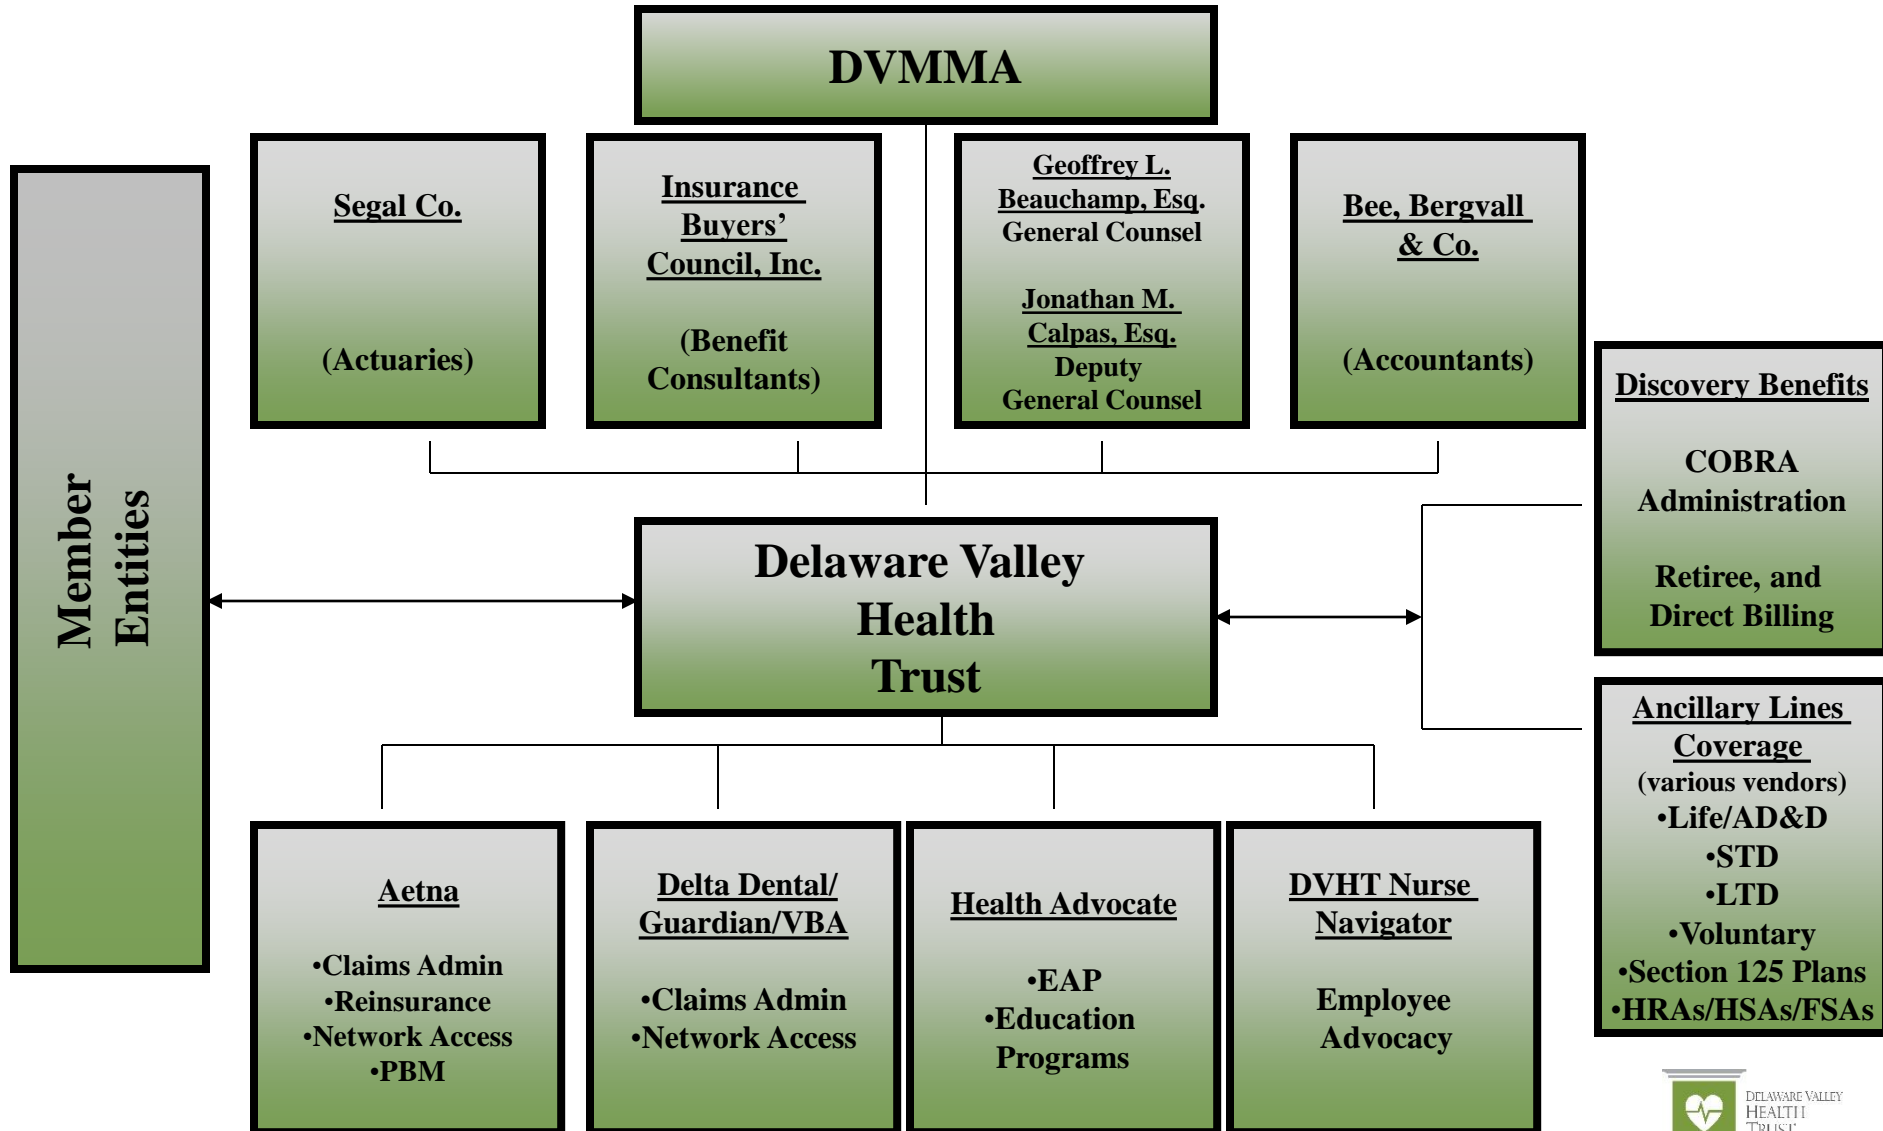 DVMMA
Segal Co.
(Actuaries)
Insurance
Buyers’
Council, Inc.
(Benefit
Consultants)
Geoffrey L.
Beauchamp, Esq.
General Counsel
Jonathan M.
Calpas, Esq.
Deputy
General Counsel
Bee, Bergvall
& Co.
(Accountants)
Member
Entities
Delaware Valley
Health
Trust
Discovery Benefits
COBRA
Administration
Retiree, and
Direct Billing
Ancillary Lines
Coverage
(various vendors)
•Life/AD&D
•STD
•LTD
•Voluntary
•Section 125 Plans
•HRAs/HSAs/FSAs
Aetna
•Claims Admin
•Reinsurance
•Network Access
•PBM
Delta Dental/
Guardian/VBA
•Claims Admin
•Network Access
Health Advocate
•EAP
•Education
Programs
DVHT Nurse
Navigator
Employee
Advocacy
DELAWARE VALLEY
HEALTH
TRUST